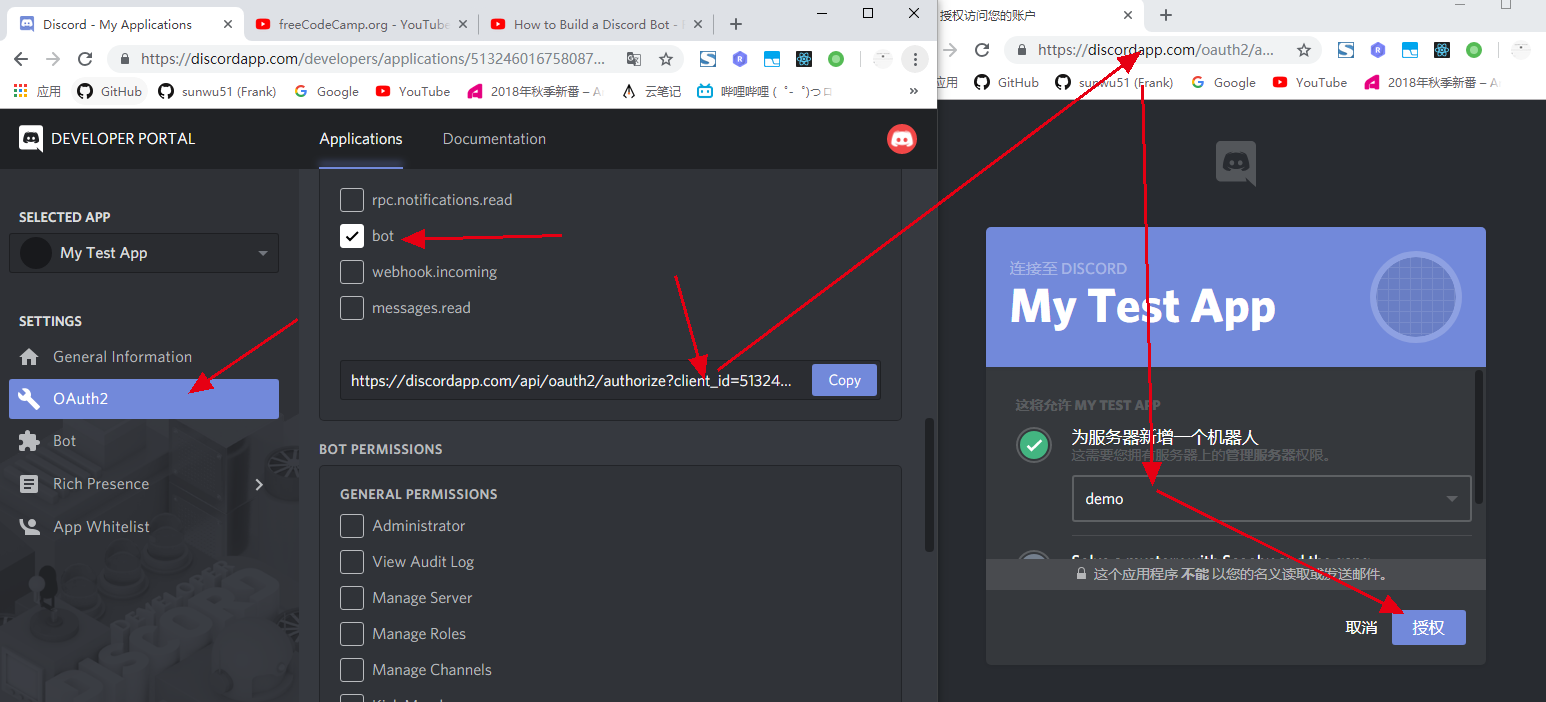 Discord - My Applications
freeCodeCamp.org - YouTube
How to Build a Discord Bot -
https://discordapp.com/developers/applications/513246016758087...
应用
GitHub
sunwu51 (Frank)
Google
YouTube
2018年秋季新番 – A
云笔记
哔哩哔哩 ( ゜- ゜)つロ
»
DEVELOPER PORTAL
Applications
Documentation
SELECTED APP
My Test App
SETTINGS
General Information
OAuth2
Bot
Rich Presence
App Whitelist
rpc.notifications.read
bot
webhook.incoming
messages.read
https://discordapp.com/api/oauth2/authorize?client_id=51324...
Copy
BOT PERMISSIONS
GENERAL PERMISSIONS
Administrator
View Audit Log
Manage Server
Manage Roles
Manage Channels
授权访问您的账户
https://discordapp.com/oauth2/a...
应用
GitHub
sunwu51 (Frank)
Google
YouTube
2018年秋季新番 – A
连接至 DISCORD
My Test App
这将允许 MY TEST APP
为服务器新增一个机器人
这需要您拥有服务器上的管理服务器权限。
demo
这个应用程序 不能 以您的名义读取或发送邮件。
取消
授权